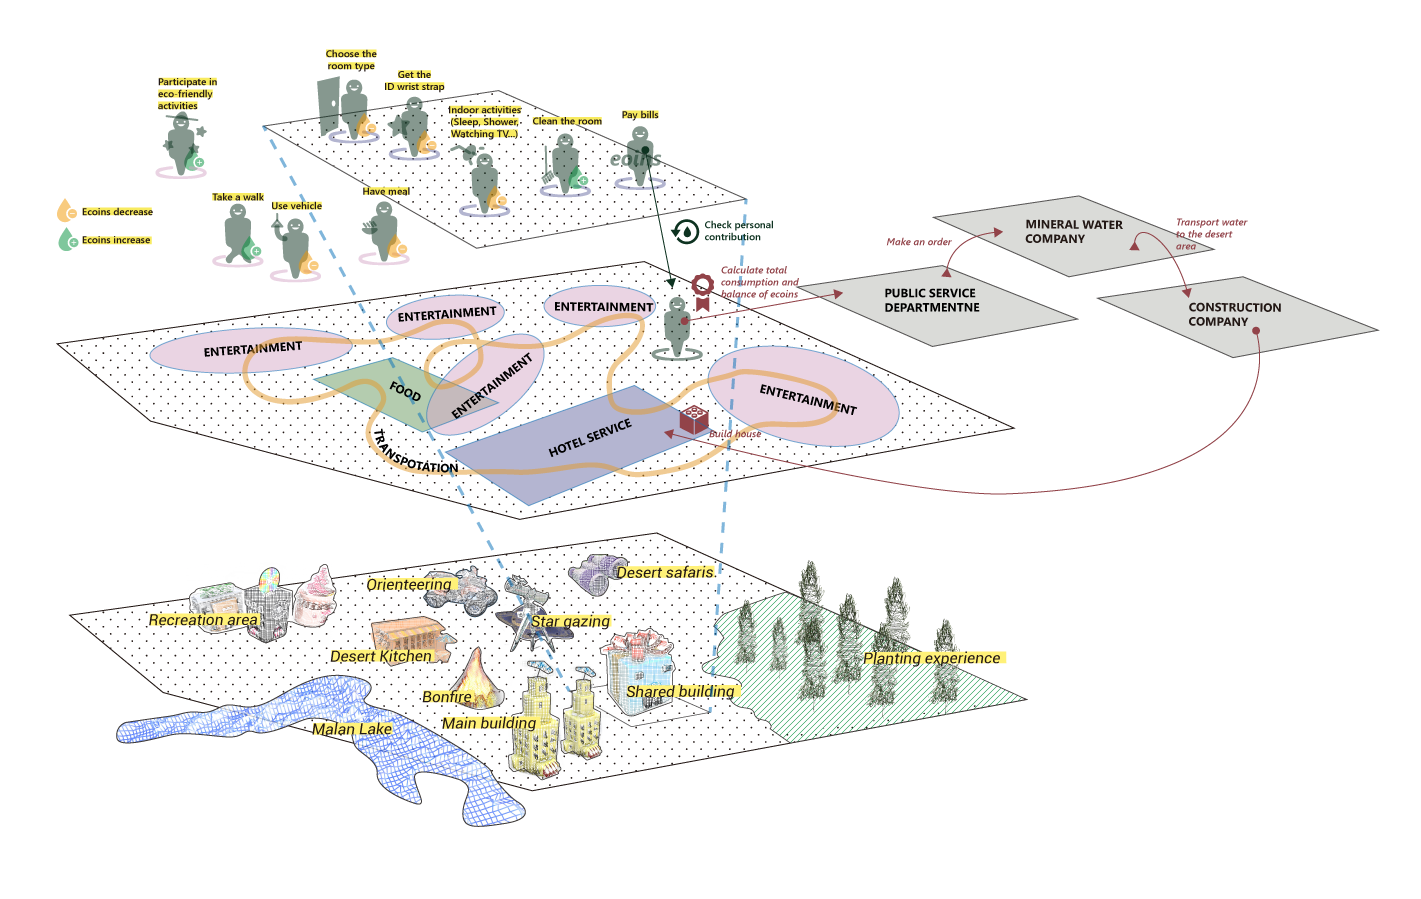 Choose the
room type
Participate in
eco-friendly
activities
Get the
ID wrist strap
Indoor activities
(Sleep, Shower,
Watching TV...)
Clean the room
Pay bills
eoins
Take a walk
Use vehicle
Have meal
Ecoins decrease
Ecoins increase
Check personal
contribution
Calculate total
consumption and
balance of ecoins
Make an order
MINERAL WATER
COMPANY
Transport water
to the desert
area
PUBLIC SERVICE
DEPARTMENTNE
CONSTRUCTION
COMPANY
ENTERTAINMENT
ENTERTAINMENT
ENTERTAINMENT
ENTERTAINMENT
ENTERTAINMENT
FOOD
HOTEL SERVICE
Build house
TRANSPOTATION
Orienteering
Desert safaris
Recreation area
Star gazing
Desert Kitchen
Planting experience
Bonfire
Shared building
Main building
Malan Lake